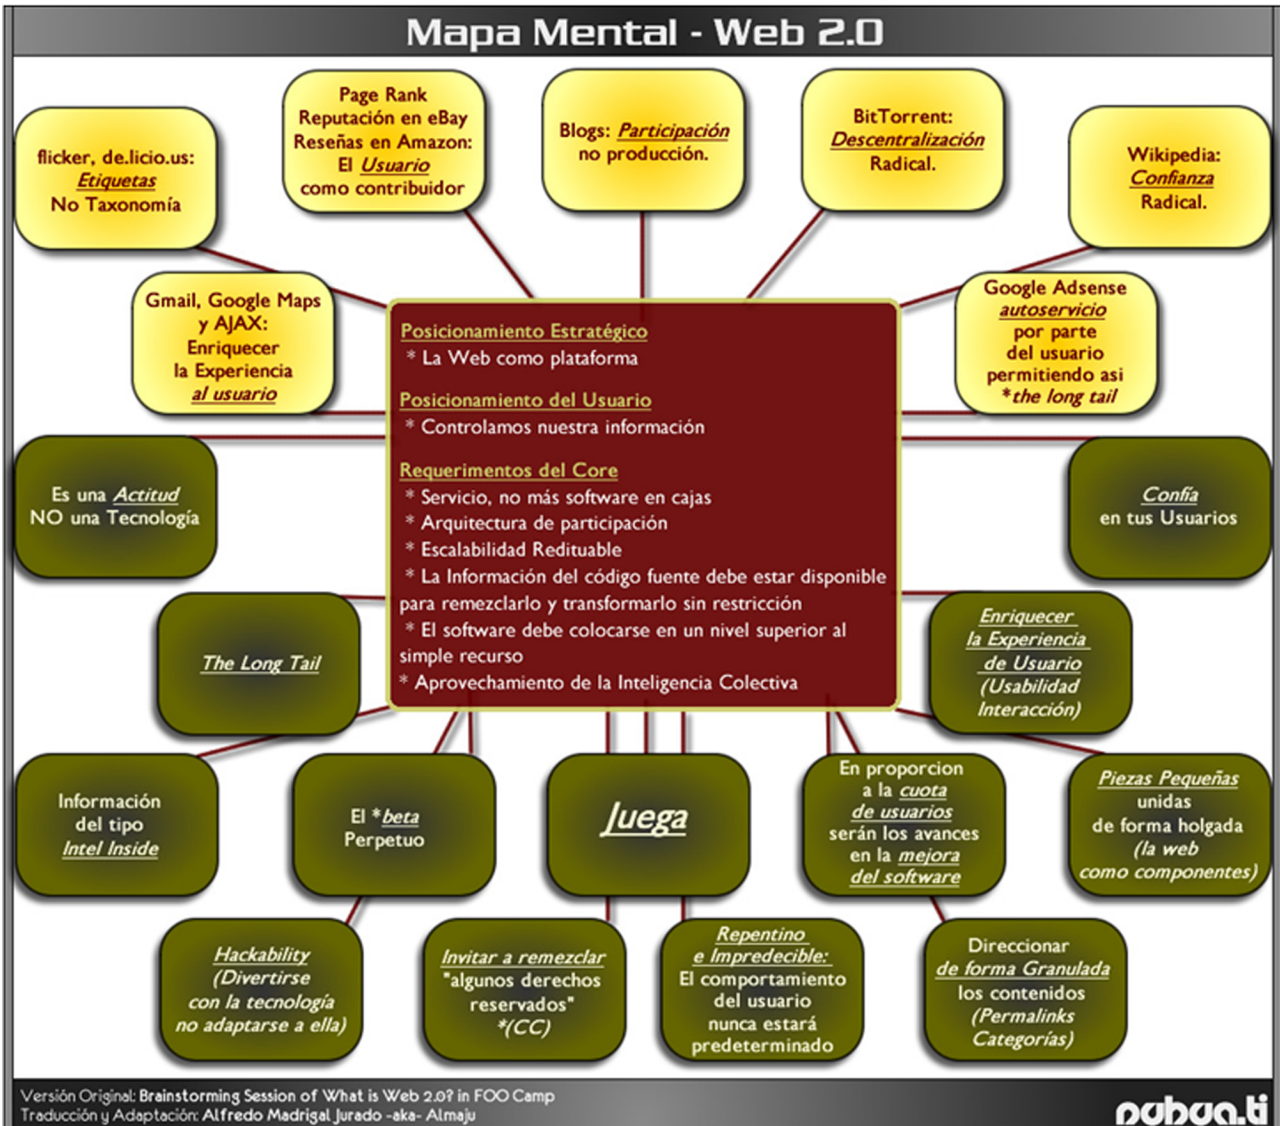 Mapa Mental - Web 2.0
flicker, de.licio.us:
Etiquetas
No Taxonomía
Page Rank
Reputación en eBay
Reseñas en Amazon:
El Usuario
como contribuidor
Blogs: Participación
no producción.
BitTorrent:
Descentralización
Radical.
Wikipedia:
Confianza
Radical.
Gmail, Google Maps
y AJAX:
Enriquecer
la Experiencia
al usuario
Google Adsense
autoservicio
por parte
del usuario
permitiendo asi
*the long tail
Posicionamiento Estratégico
* La Web como plataforma
Posicionamiento del Usuario
* Controlamos nuestra información
Requerimentos del Core
* Servicio, no más software en cajas
* Arquitectura de participación
* Escalabilidad Redituable
* La Información del código fuente debe estar disponible
para remezclarlo y transformarlo sin restricción
* El software debe colocarse en un nivel superior al
simple recurso
* Aprovechamiento de la Inteligencia Colectiva
Es una Actitud
NO una Tecnología
Confía
en tus Usuarios
The Long Tail
Enriquecer
la Experiencia
de Usuario
(Usabilidad
Interacción)
Información
del tipo
Intel Inside
El *beta
Perpetuo
Juega
En proporcion
a la cuota
de usuarios
serán los avances
en la mejora
del software
Piezas Pequeñas
unidas
de forma holgada
(la web
como componentes)
Hackability
(Divertirse
con la tecnología
no adaptarse a ella)
Invitar a remezclar
"algunos derechos
reservados"
*(CC)
Repentino
e Impredecible:
El comportamiento
del usuario
nunca estará
predeterminado
Direccionar
de forma Granulada
los contenidos
(Permalinks
Categorías)
Versión Original: Brainstorming Session of What is Web 2.0? in FOO Camp
Traducción y Adaptación: Alfredo Madrigal Jurado -aka- Almaju